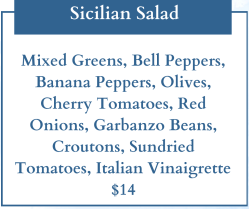 Sicilian Salad
Mixed Greens, Bell Peppers,
Banana Peppers, Olives,
Cherry Tomatoes, Red
Onions, Garbanzo Beans,
Croutons, Sundried
Tomatoes, Italian Vinaigrette
$14